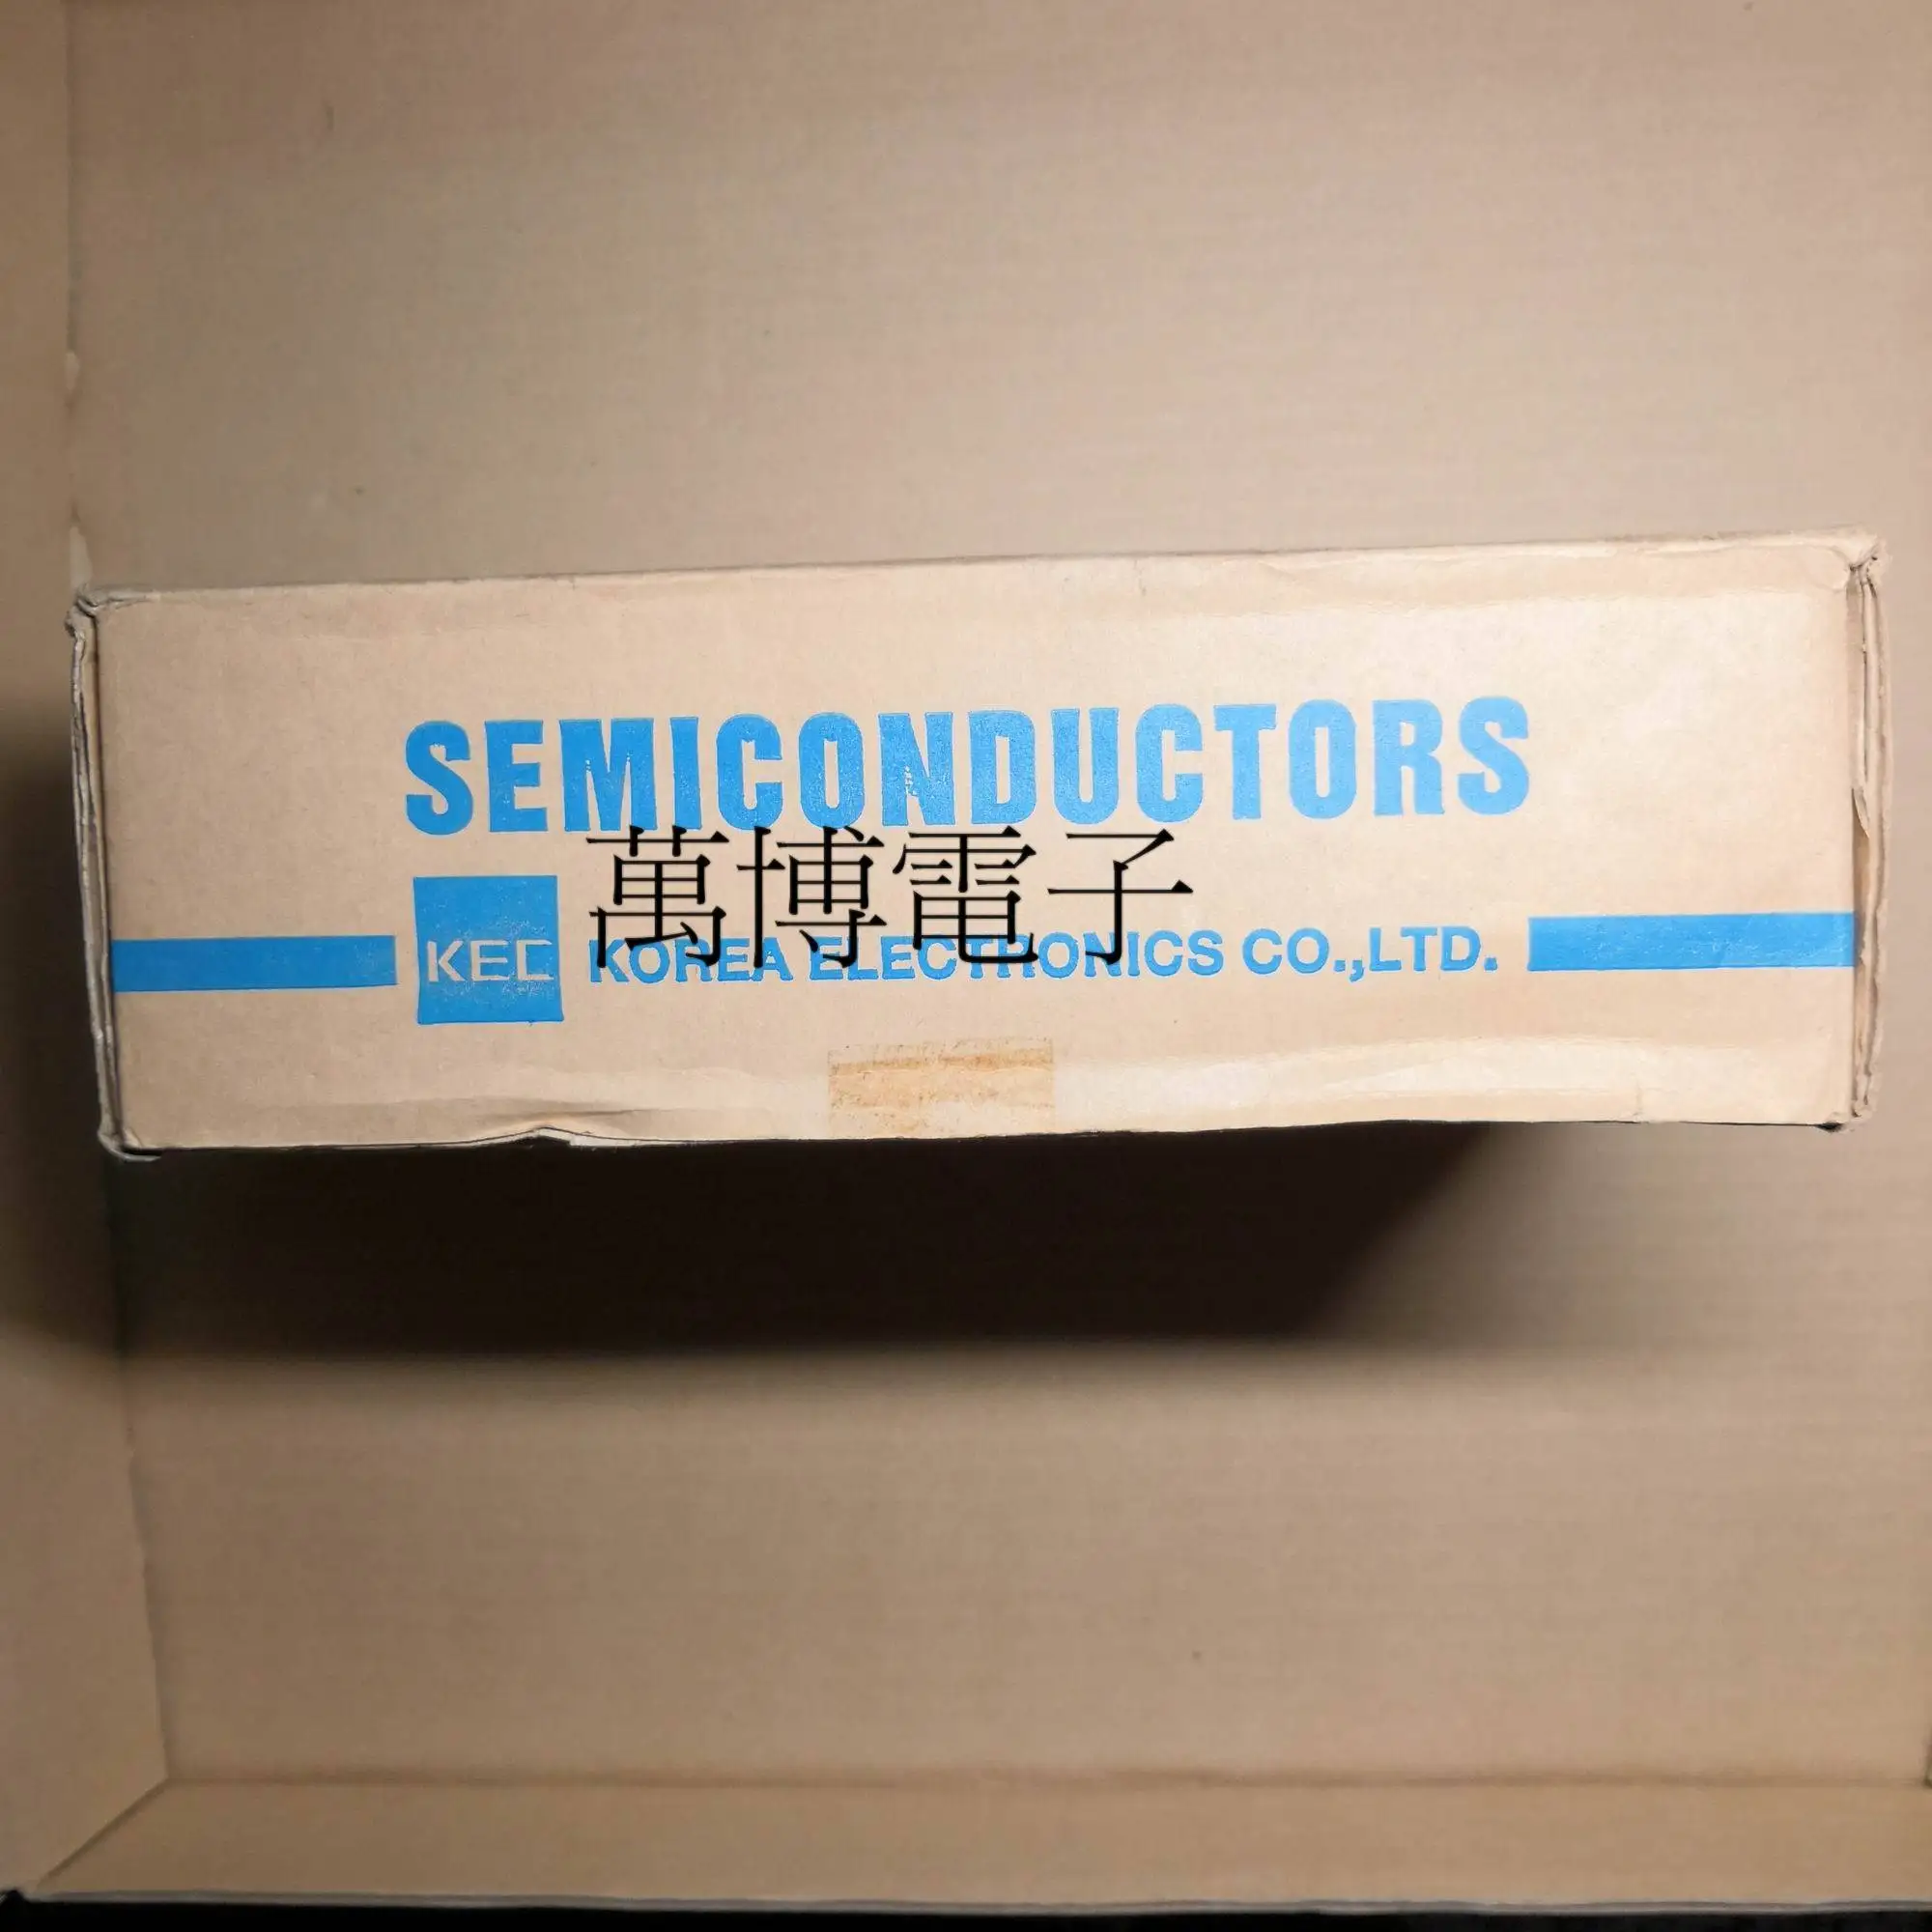 SEMICONDUCTORS
萬博電子
KEC KOREA ELECTRONICS CO.,LTD.